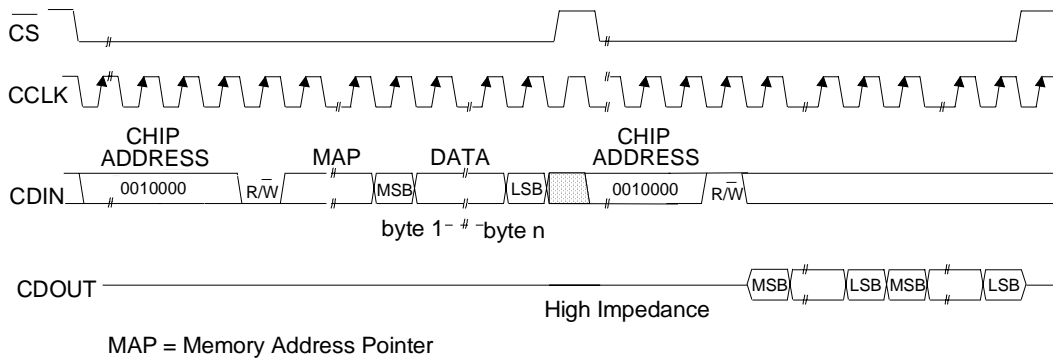 CS
CCLK
CHIP ADDRESS MAP DATA CHIP ADDRESS
CDIN 0010000 R/W MSB LSB 0010000 R/W
byte 1 byte n
CDOUT MSB LSB MSB LSB
High Impedance
MAP = Memory Address Pointer